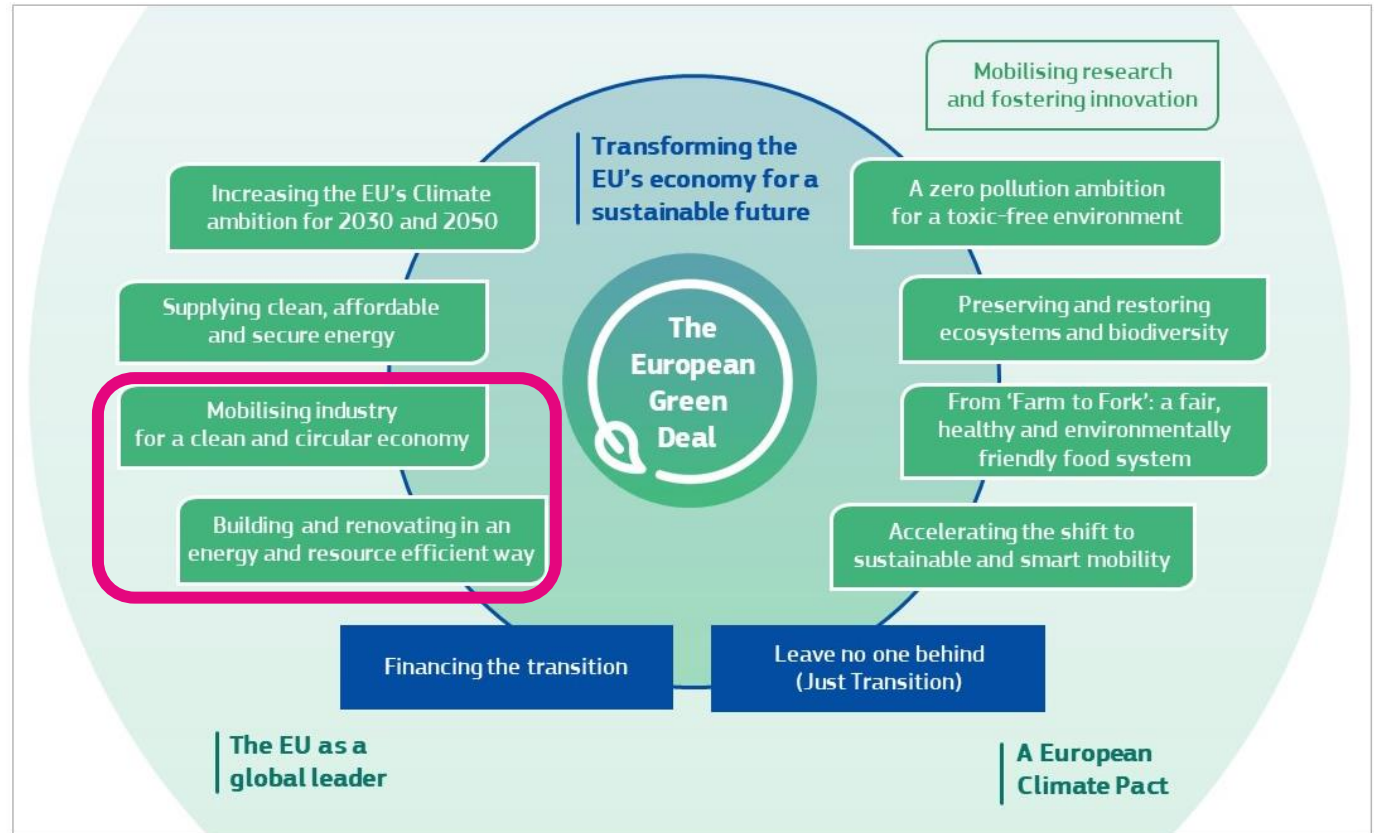 Mobilising research
and fostering innovation
Transforming the
EU's economy for a
sustainable future
Increasing the EU's Climate
ambition for 2030 and 2050
A zero pollution ambition
for a toxic-free environment
Supplying clean, affordable
and secure energy
The
European
Green
Deal
Preserving and restoring
ecosystems and biodiversity
Mobilising industry
for a clean and circular economy
From ‘Farm to Fork’: a fair,
healthy and environmentally
friendly food system
Building and renovating in an
energy and resource efficient way
Accelerating the shift to
sustainable and smart mobility
Financing the transition
Leave no one behind
(Just Transition)
The EU as a
global leader
A European
Climate Pact